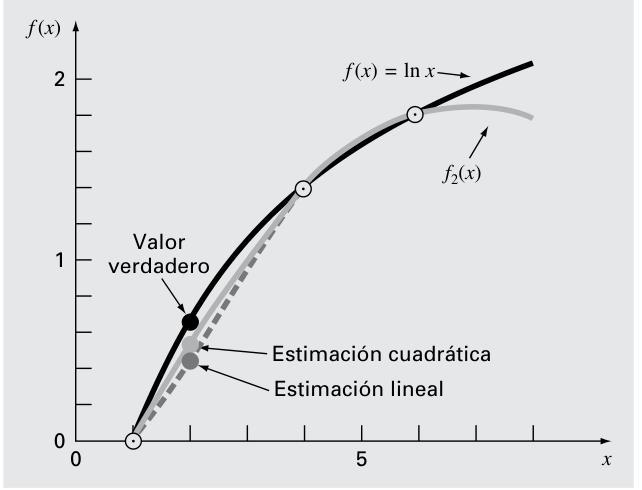 f(x)
2
f(x) = ln x
f₂(x)
Valor
verdadero
1
Estimación cuadrática
Estimación lineal
0
0
5
x